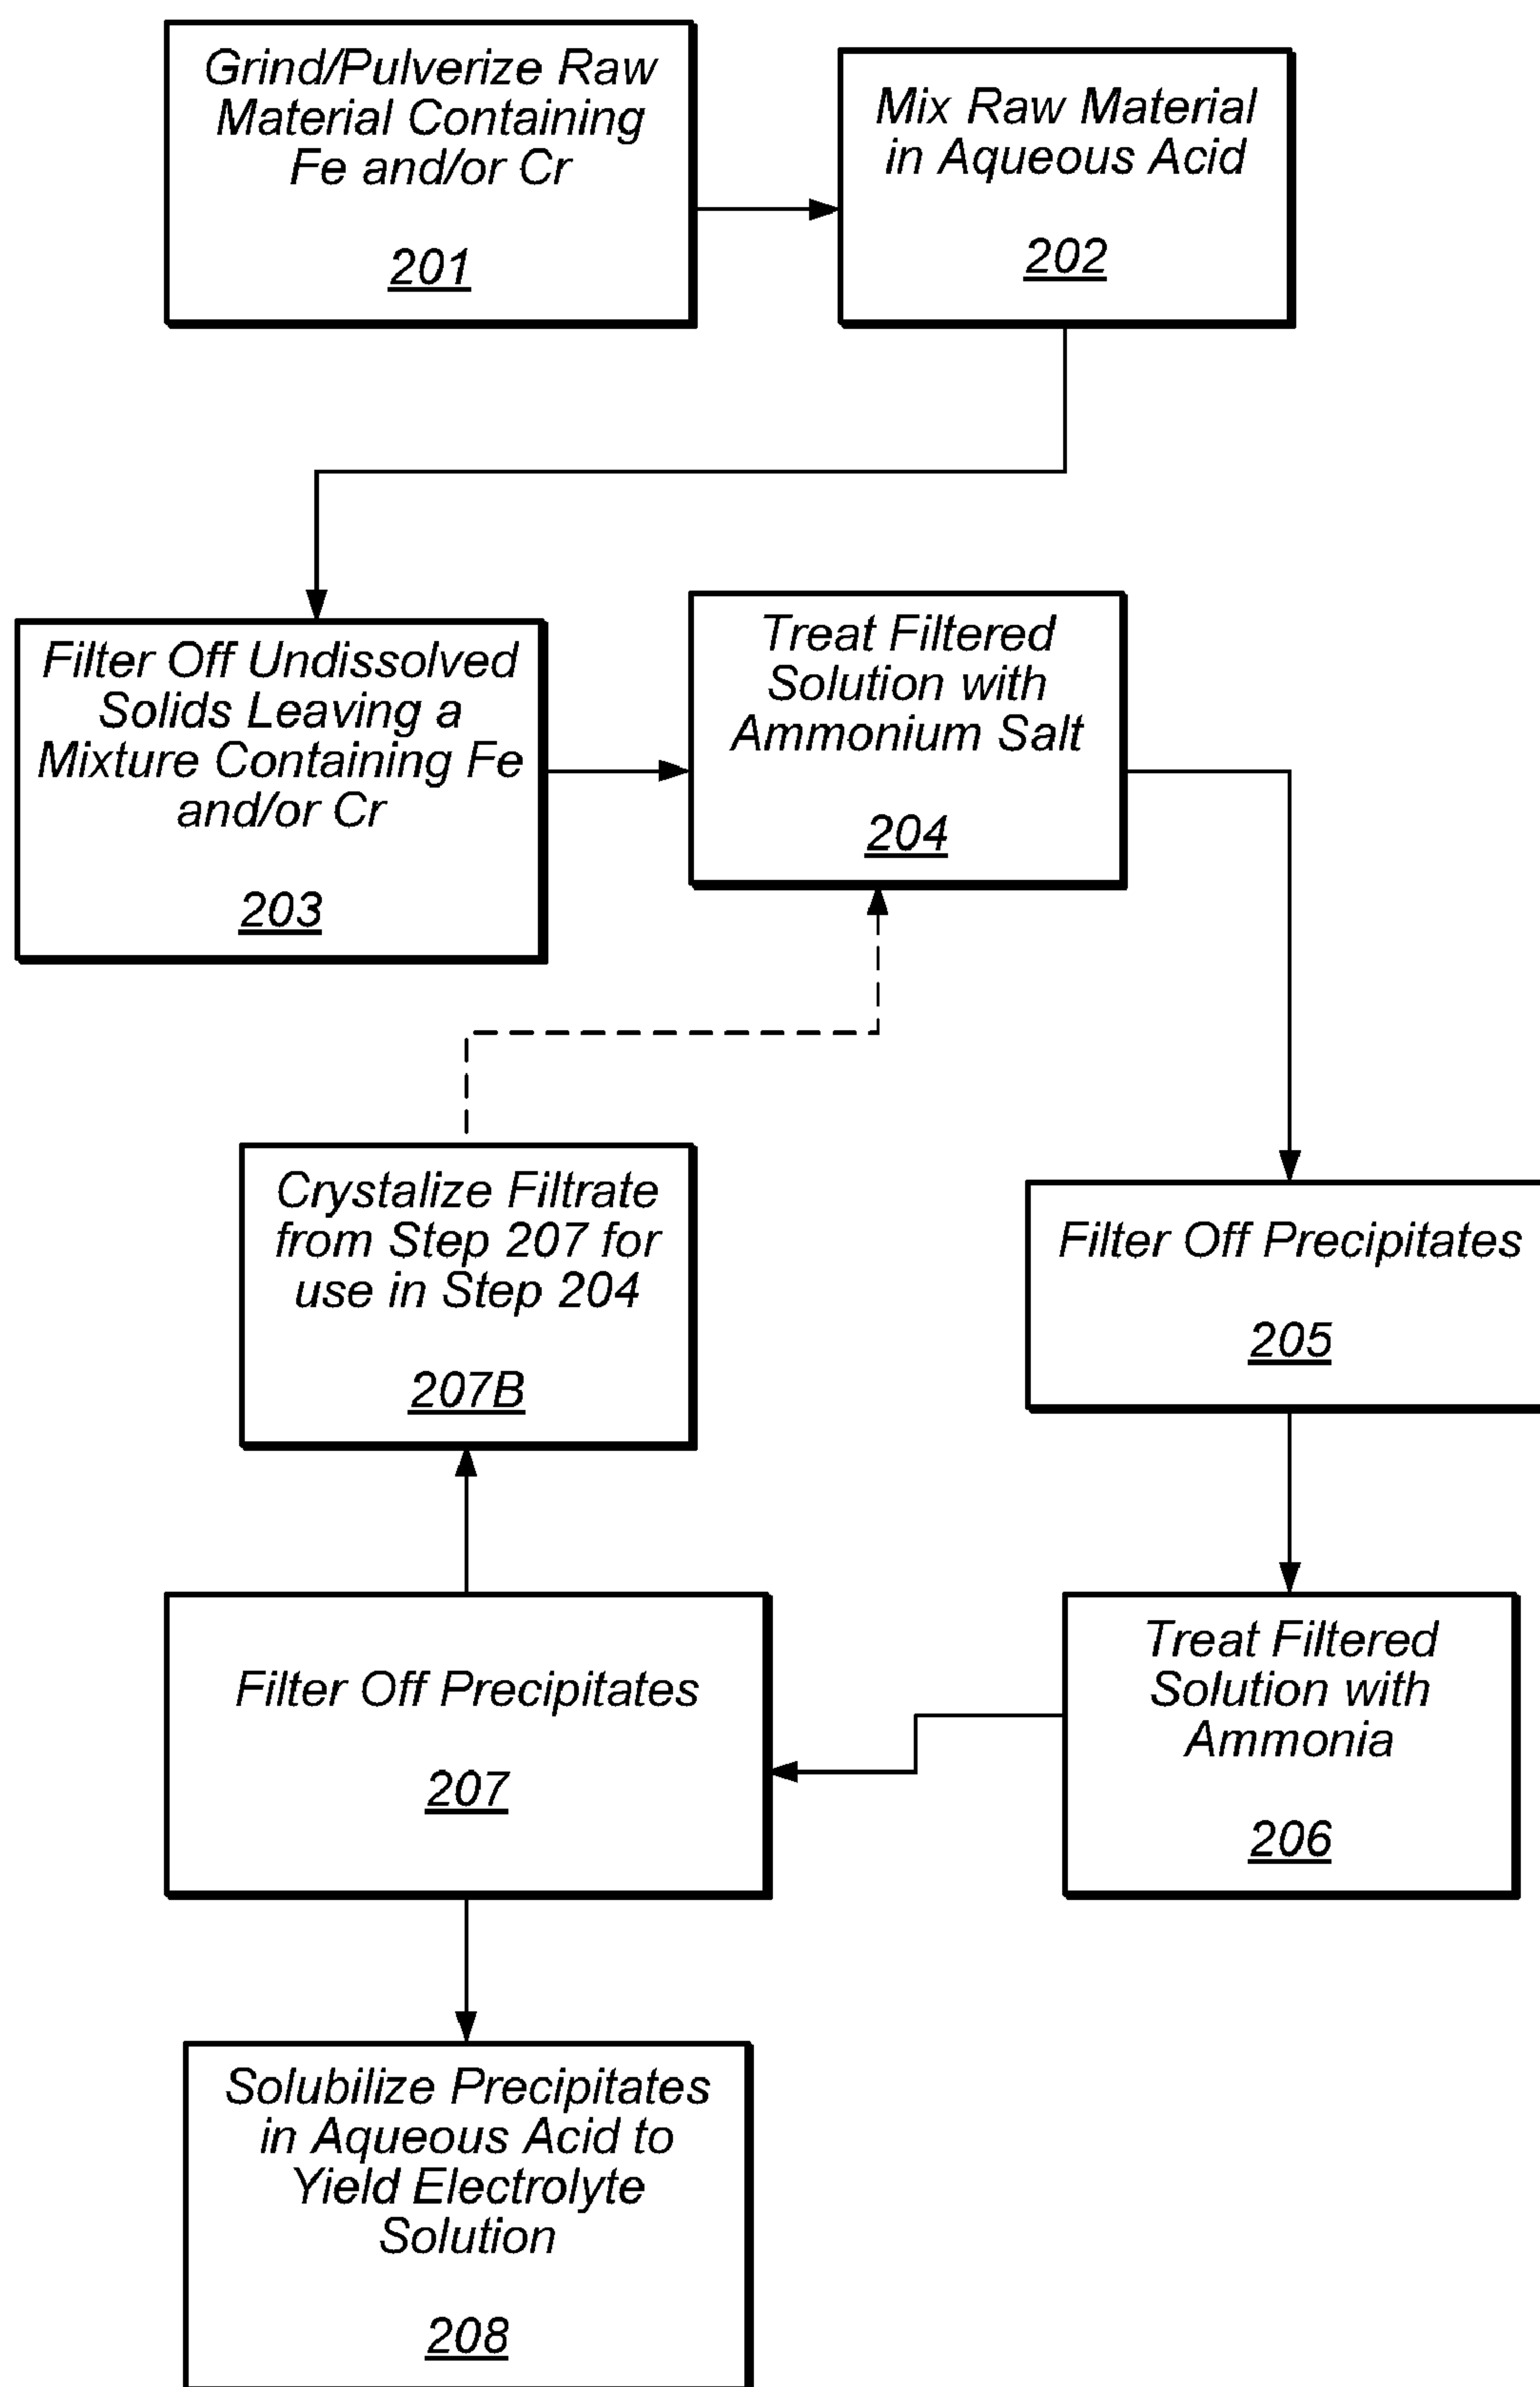 Grind/Pulverize Raw
Material Containing
Fe and/or Cr
201
Mix Raw Material
in Aqueous Acid
202
Filter Off Undissolved
Solids Leaving a
Mixture Containing Fe
and/or Cr
203
Treat Filtered
Solution with
Ammonium Salt
204
Filter Off Precipitates
205
Treat Filtered
Solution with
Ammonia
206
Filter Off Precipitates
207
Crystalize Filtrate
from Step 207 for
use in Step 204
207B
Solubilize Precipitates
in Aqueous Acid to
Yield Electrolyte
Solution
208